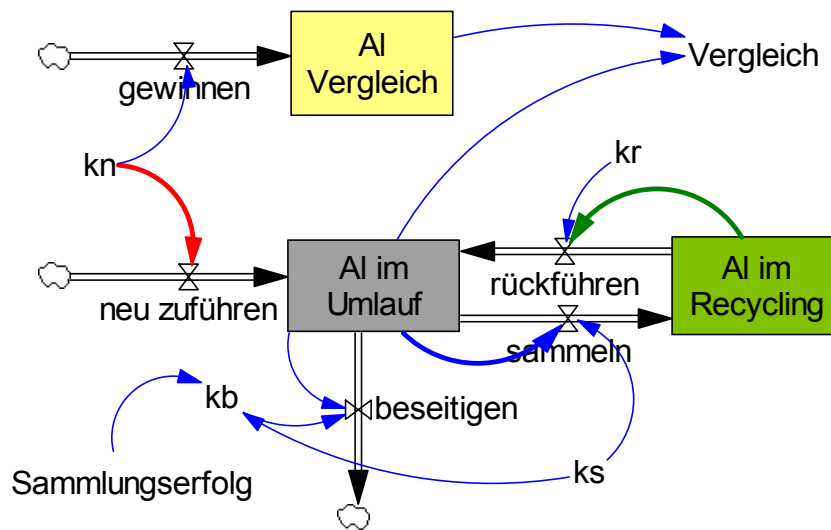 Al
Vergleich
Vergleich
gewinnen
kn
kr
Al im
Umlauf
Al im
Recycling
rückführen
neu zuführen
sammeln
kb
beseitigen
ks
Sammlungserfolg